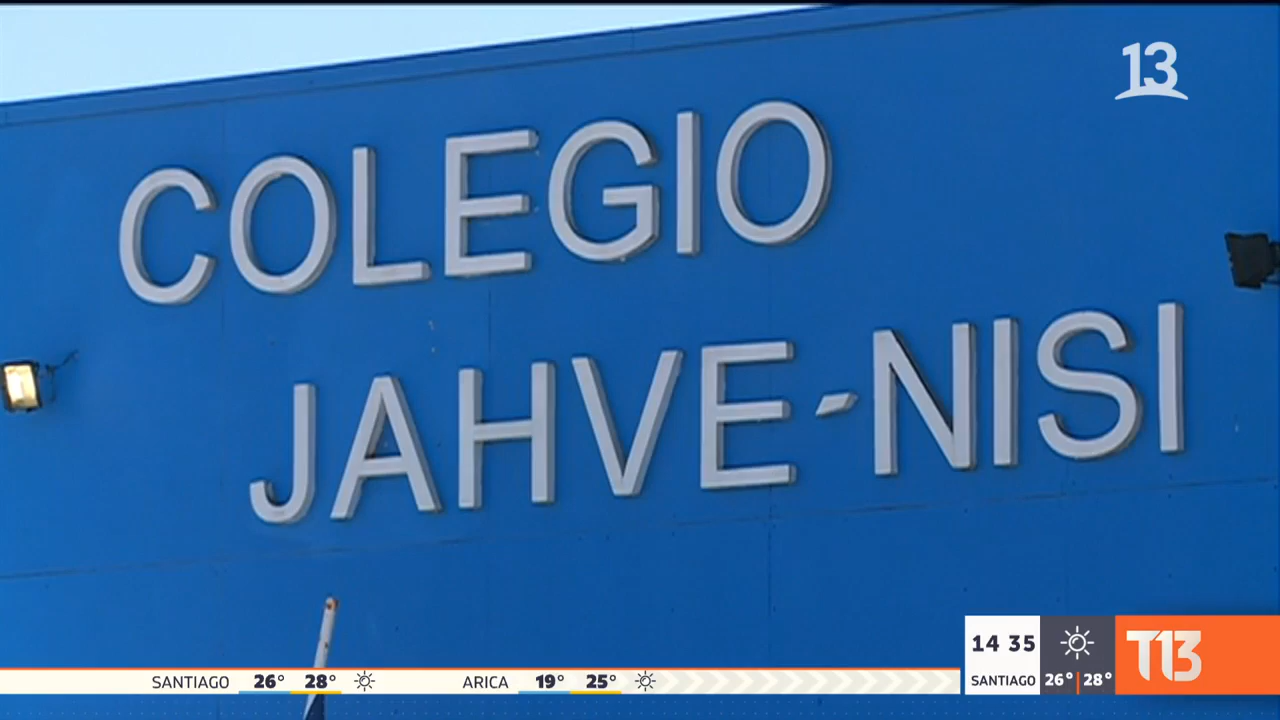 13
COLEGIO
JAHVE-NISI
14 35
T13
SANTIAGO 26° 28° ARICA 19° 25°
SANTIAGO 26° 28°